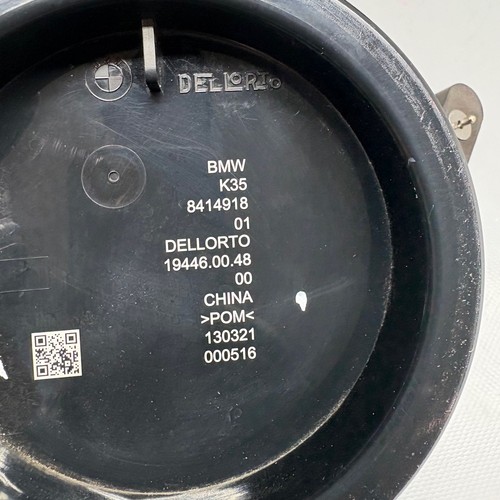 DELLORTO
BMW
K35
8414918
01
DELLORTO
19446.00.48
00
CHINA
>POM<
130321
000516